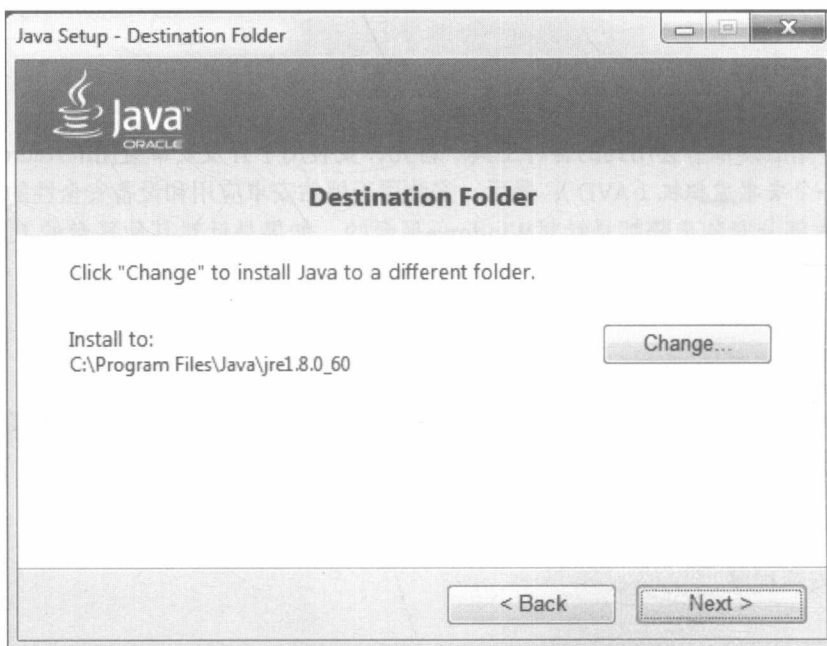 Java Setup - Destination Folder
Java™
ORACLE
Destination Folder
Click "Change" to install Java to a different folder.
Install to:
C:\Program Files\Java\jre1.8.0_60
Change...
< Back
Next >